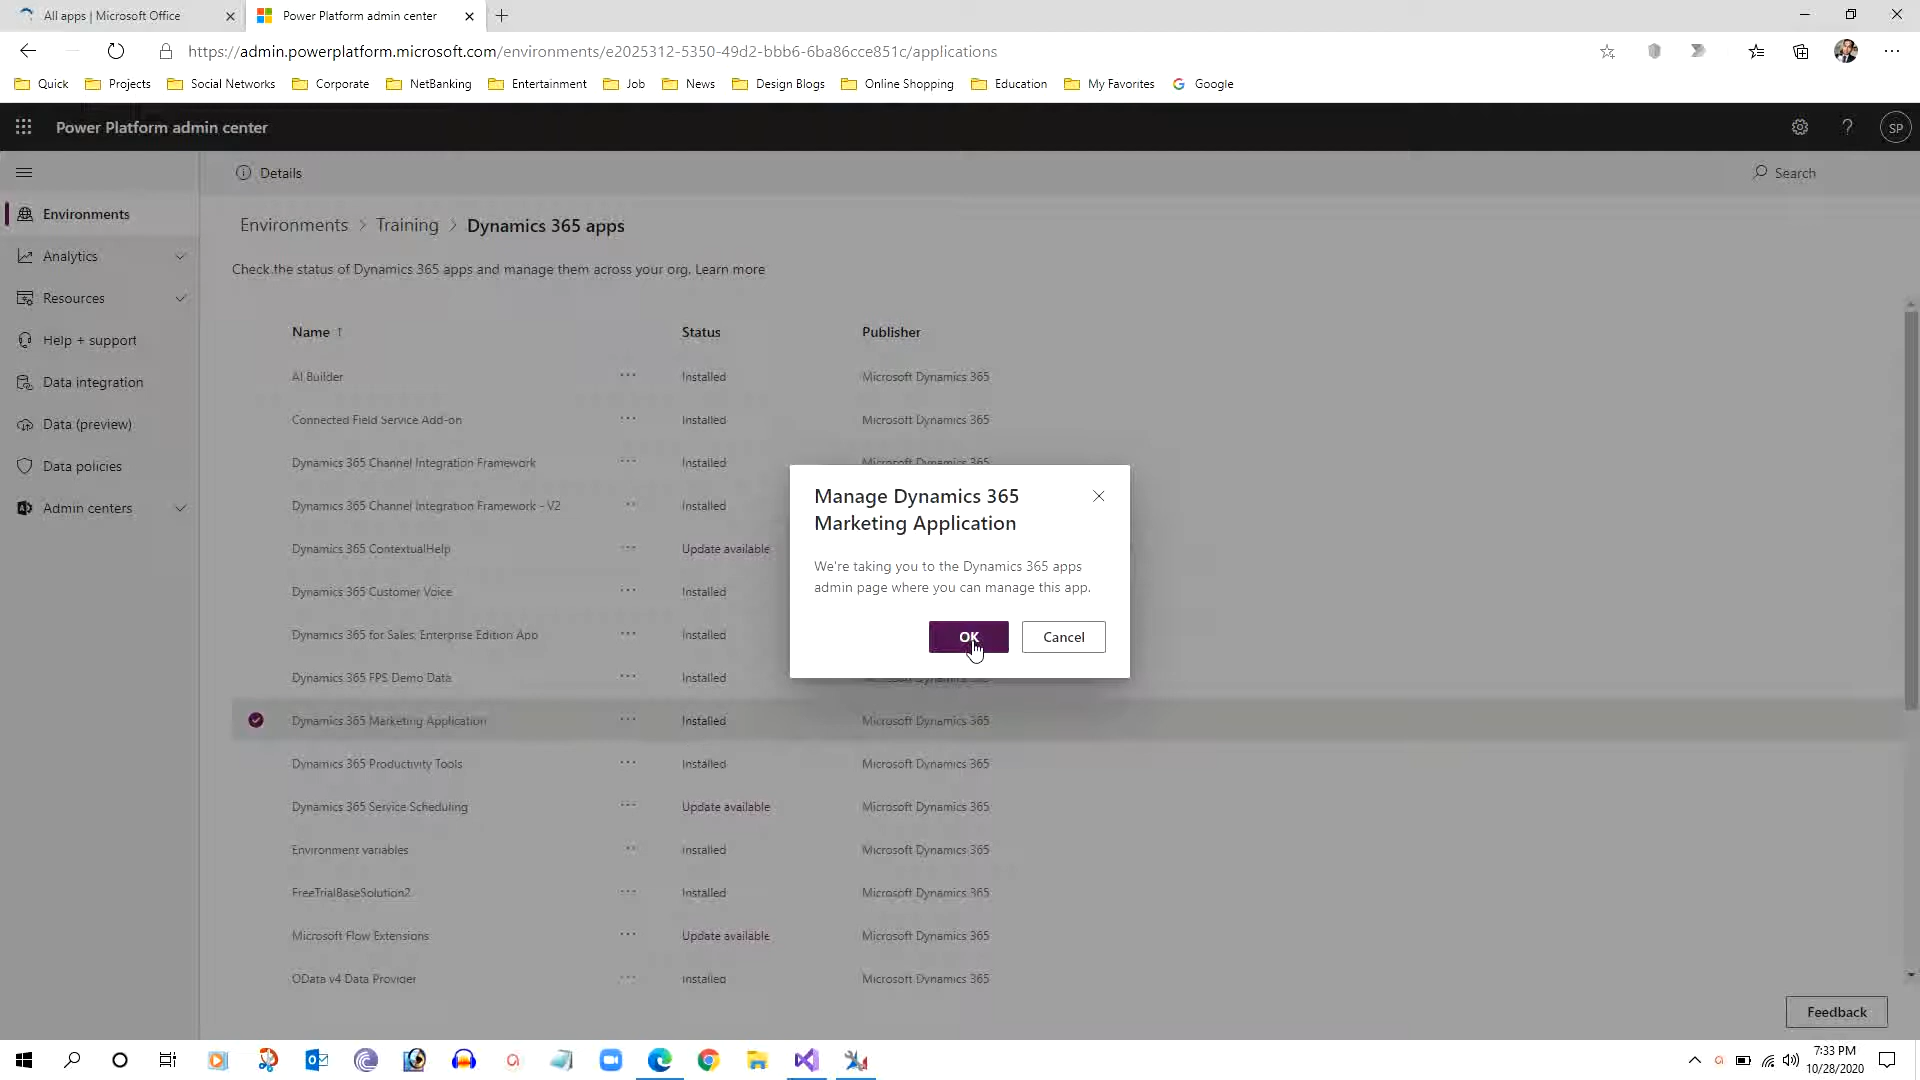 All apps | Microsoft Office
Power Platform admin center
https://admin.powerplatform.microsoft.com/environments/e2025312-5350-49d2-bbb6-6ba86cce851c/applications
Quick Projects Social Networks Corporate NetBanking Entertainment Job News Design Blogs Online Shopping Education My Favorites Google
Power Platform admin center
SP
Details
Search
Environments
Analytics
Resources
Help + support
Data integration
Data (preview)
Data policies
Admin centers
Environments > Training > Dynamics 365 apps
Check the status of Dynamics 365 apps and manage them across your org. Learn more
Name ↑ Status Publisher
AI Builder ... Installed Microsoft Dynamics 365
Connected Field Service Add-on ... Installed Microsoft Dynamics 365
Dynamics 365 Channel Integration Framework ... Installed Microsoft Dynamics 365
Dynamics 365 Channel Integration Framework - V2 ... Installed
Dynamics 365 ContextualHelp ... Update available
Dynamics 365 Customer Voice ... Installed
Dynamics 365 for Sales, Enterprise Edition App ... Installed
Dynamics 365 FPS Demo Data ... Installed Microsoft Dynamics 365
Dynamics 365 Marketing Application ... Installed Microsoft Dynamics 365
Dynamics 365 Productivity Tools ... Installed Microsoft Dynamics 365
Dynamics 365 Service Scheduling ... Update available Microsoft Dynamics 365
Environment variables ... Installed Microsoft Dynamics 365
FreeTrialBaseSolution2 ... Installed Microsoft Dynamics 365
Microsoft Flow Extensions ... Update available Microsoft Dynamics 365
OData v4 Data Provider ... Installed Microsoft Dynamics 365
Manage Dynamics 365
Marketing Application
We're taking you to the Dynamics 365 apps
admin page where you can manage this app.
OK
Cancel
Feedback
7:33 PM
10/28/2020